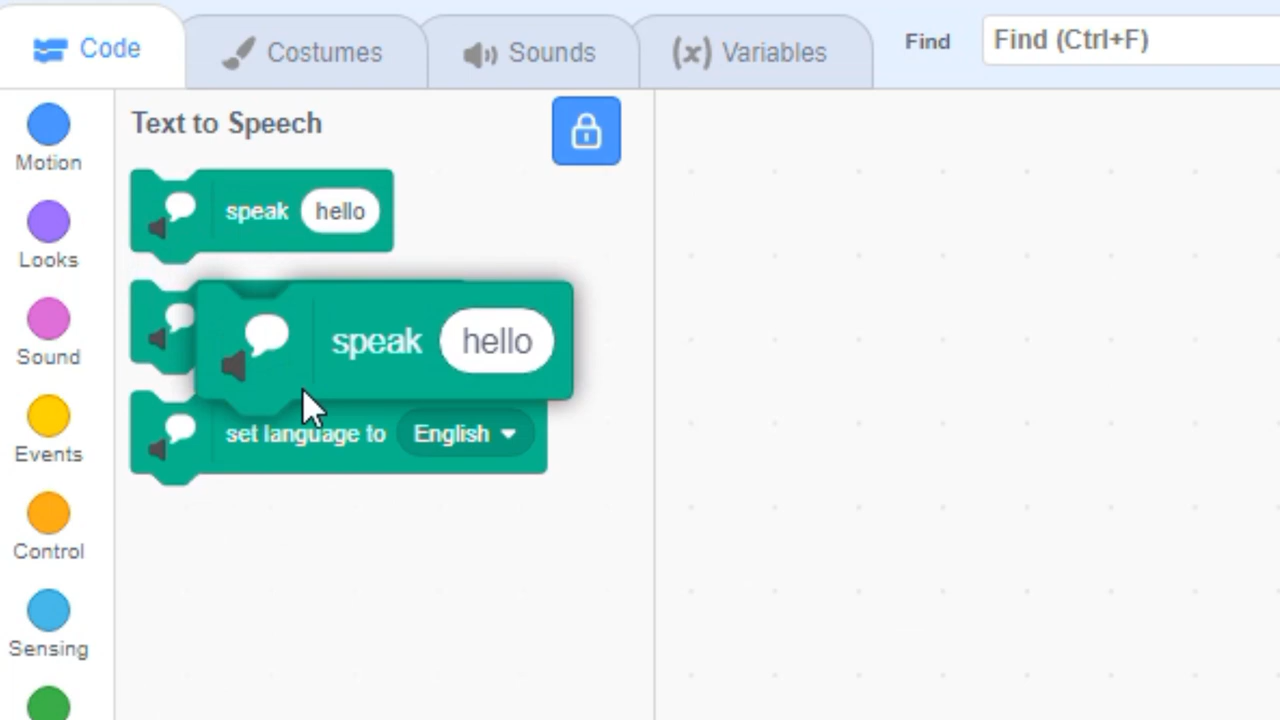 Code
Costumes
Sounds
(x) Variables
Find
Find (Ctrl+F)
Motion
Looks
Sound
Events
Control
Sensing
Text to Speech
speak hello
speak hello
set language to English